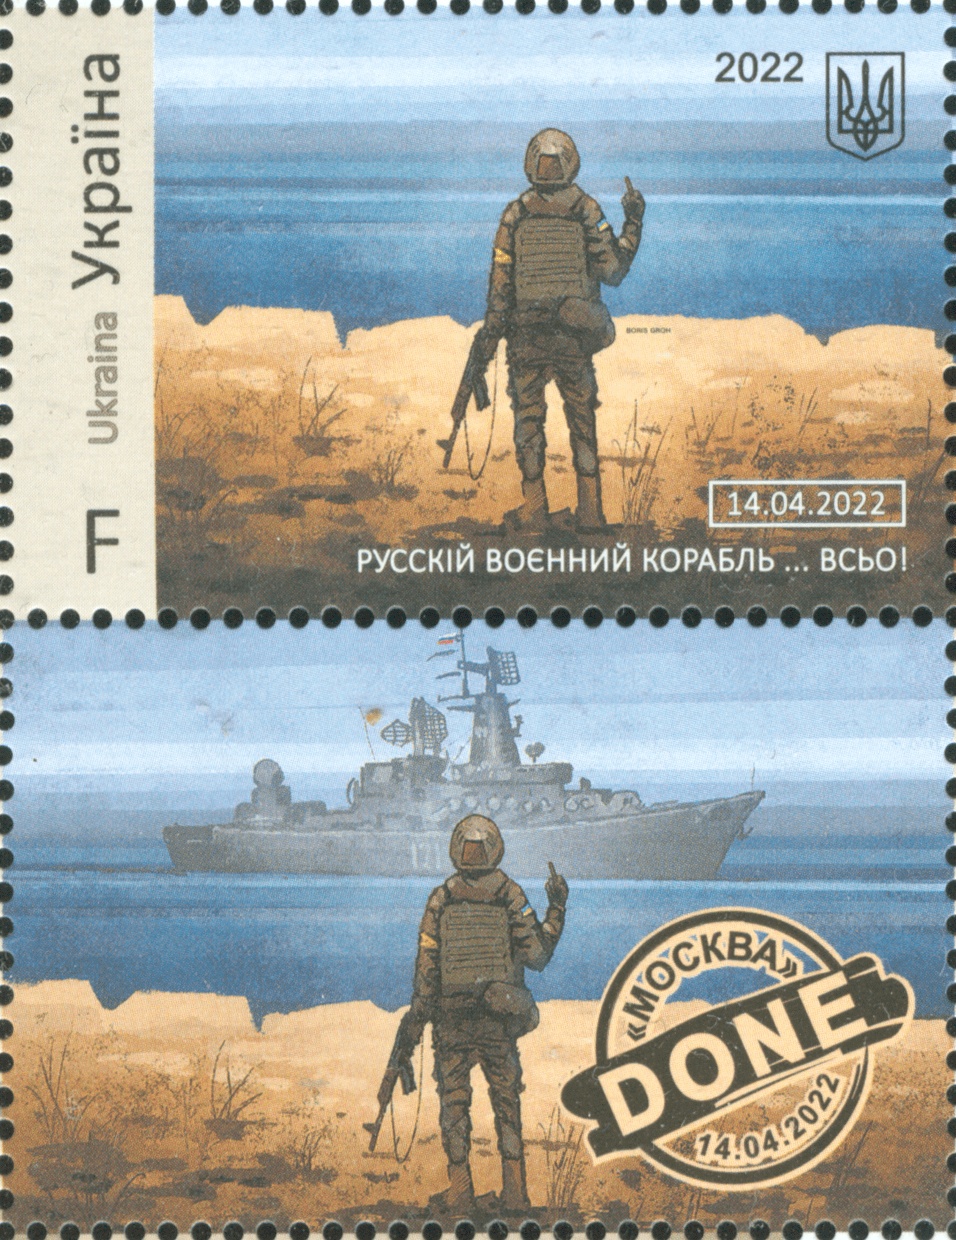 Україна
Ukraina
F
2022
BORIS GROH
14.04.2022
РУССКІЙ ВОЄННИЙ КОРАБЛЬ ... ВСЬО!
121
«МОСКВА»
DONE
14.04.2022